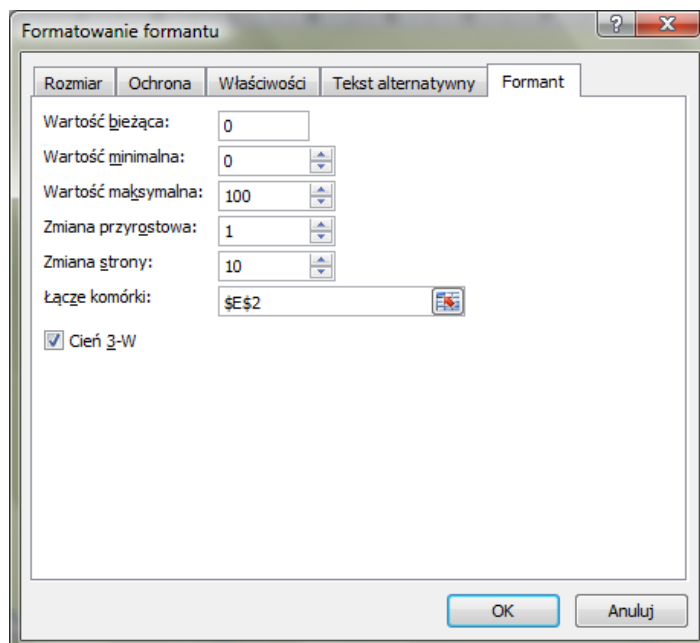 Formatowanie formantu
Rozmiar Ochrona Właściwości Tekst alternatywny Formant
Wartość bieżąca: 0
Wartość minimalna: 0
Wartość maksymalna: 100
Zmiana przyrostowa: 1
Zmiana strony: 10
Łącze komórki: $E$2
Cień 3-W
OK Anuluj